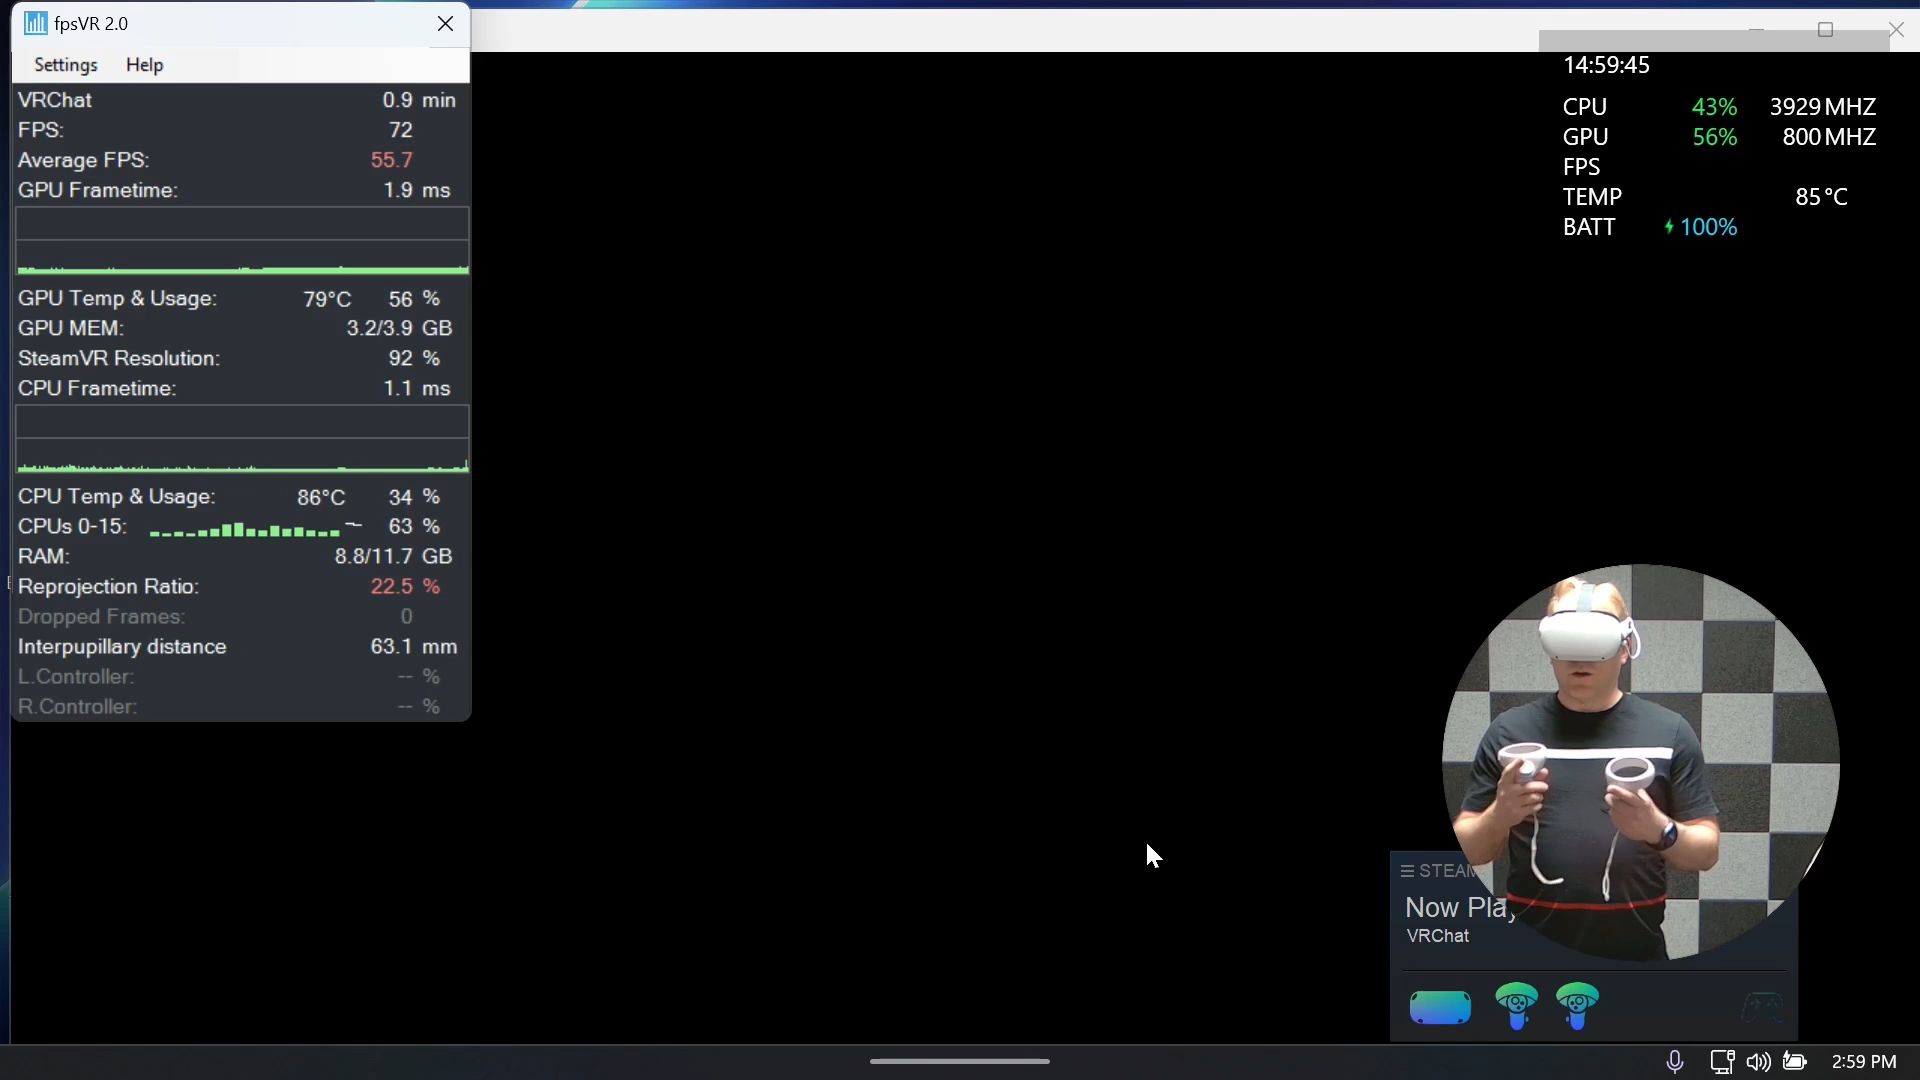 fpsVR 2.0
Settings Help
VRChat 0.9 min
FPS: 72
Average FPS: 55.7
GPU Frametime: 1.9 ms
GPU Temp & Usage: 79°C 56 %
GPU MEM: 3.2/3.9 GB
SteamVR Resolution: 92 %
CPU Frametime: 1.1 ms
CPU Temp & Usage: 86°C 34 %
CPUs 0-15: 63 %
RAM: 8.8/11.7 GB
Reprojection Ratio: 22.5 %
Dropped Frames: 0
Interpupillary distance 63.1 mm
L.Controller: -- %
R.Controller: -- %
14:59:45
CPU 43% 3929 MHZ
GPU 56% 800 MHZ
FPS
TEMP 85 °C
BATT 100%
STEAM
Now Play
VRChat
2:59 PM